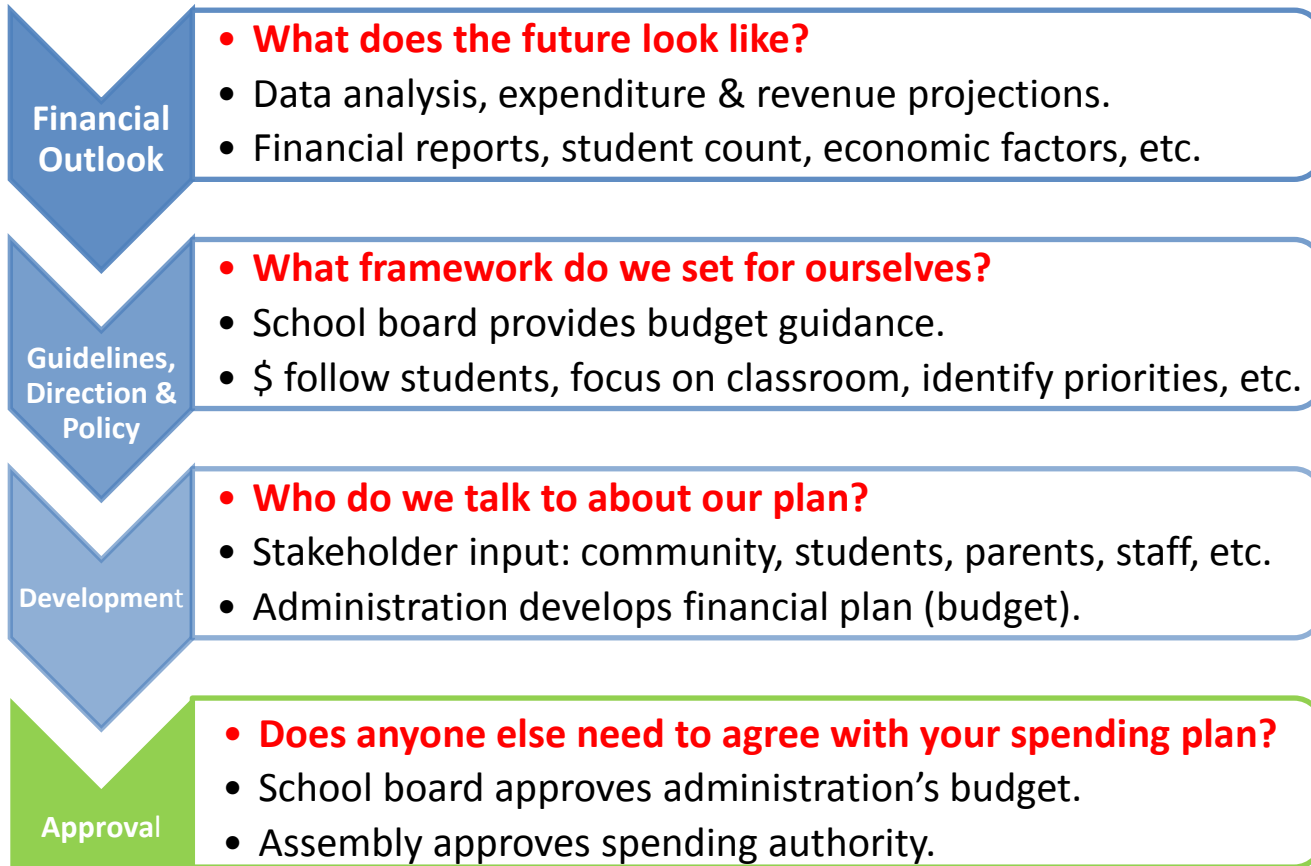 Financial
Outlook
• What does the future look like?
• Data analysis, expenditure & revenue projections.
• Financial reports, student count, economic factors, etc.
Guidelines,
Direction &
Policy
• What framework do we set for ourselves?
• School board provides budget guidance.
• $ follow students, focus on classroom, identify priorities, etc.
Development
• Who do we talk to about our plan?
• Stakeholder input: community, students, parents, staff, etc.
• Administration develops financial plan (budget).
Approval
• Does anyone else need to agree with your spending plan?
• School board approves administration’s budget.
• Assembly approves spending authority.